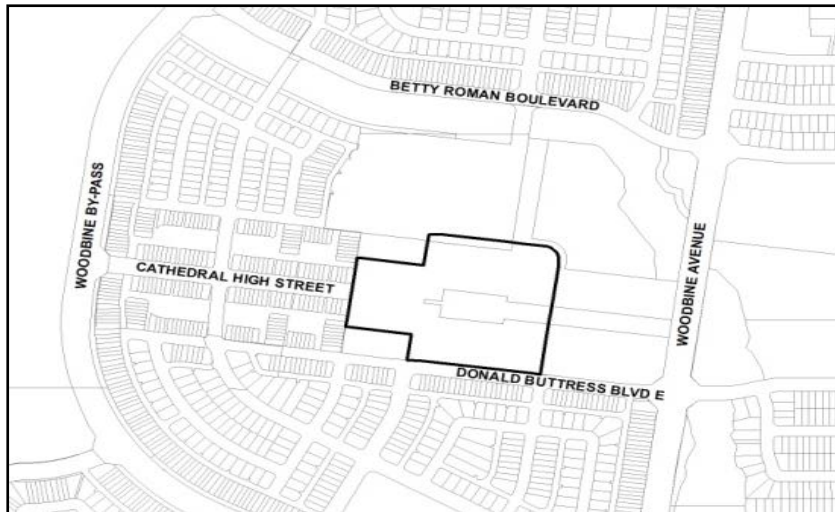 BETTY ROMAN BOULEVARD
WOODBINE BY-PASS
WOODBINE AVENUE
CATHEDRAL HIGH STREET
DONALD BUTTRESS BLVD E